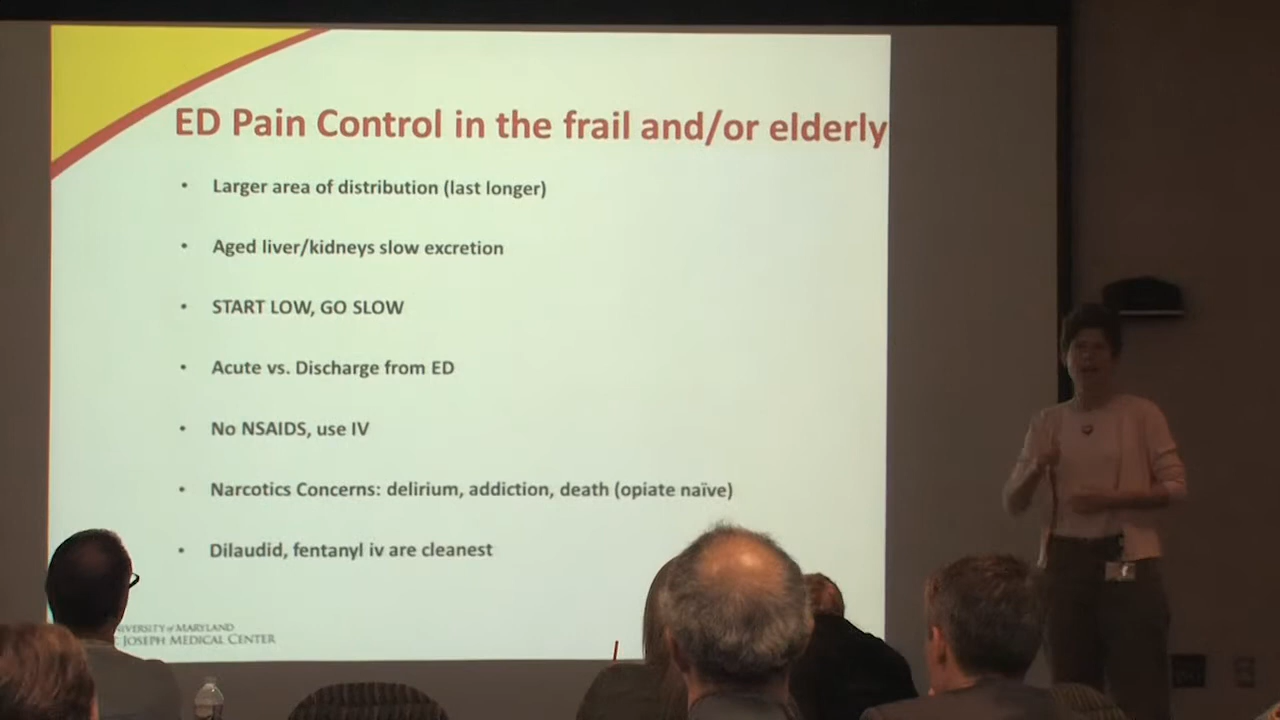 ED Pain Control in the frail and/or elderly
• Larger area of distribution (last longer)
• Aged liver/kidneys slow excretion
• START LOW, GO SLOW
• Acute vs. Discharge from ED
• No NSAIDS, use IV
• Narcotics Concerns: delirium, addiction, death (opiate naïve)
• Dilaudid, fentanyl iv are cleanest
MARYLAND
JOSEPH MEDICAL CENTER